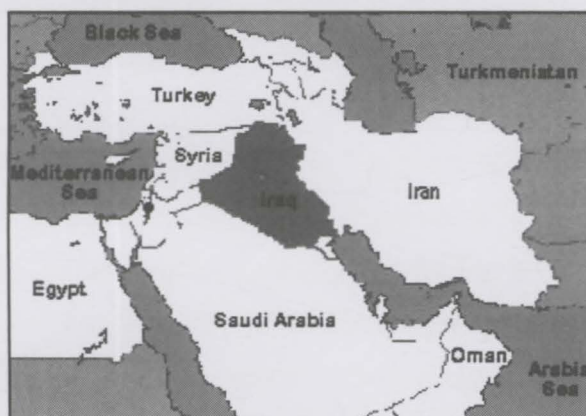 Black Sea
Turkmenistan
Turkey
Syria
Mediterranean
Sea
Iraq
Iran
Egypt
Saudi Arabia
Oman
Arabia
Sea